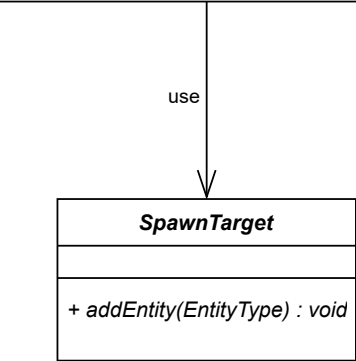 use
SpawnTarget
+ addEntity(EntityType) : void